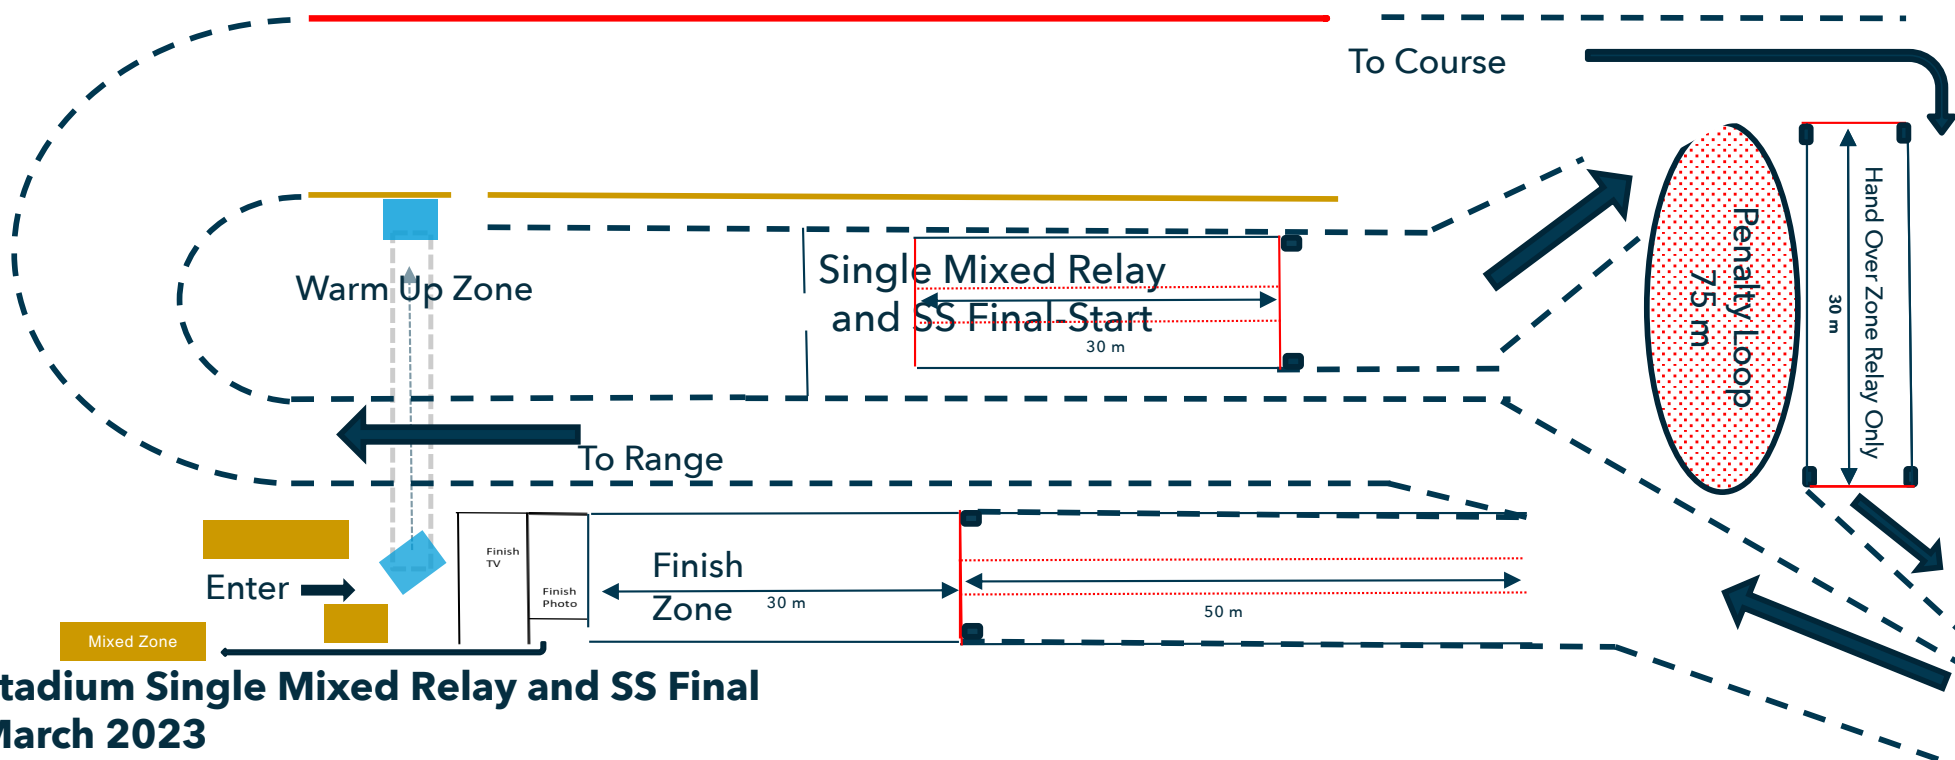 To Course
Warm Up Zone
Single Mixed Relay
and SS Final-Start
30 m
Penalty Loop
75 m
30 m
Hand Over Zone Relay Only
To Range
Finish
TV
Finish
Photo
Finish
Zone
30 m
50 m
Enter
Mixed Zone
tadium Single Mixed Relay and SS Final
March 2023